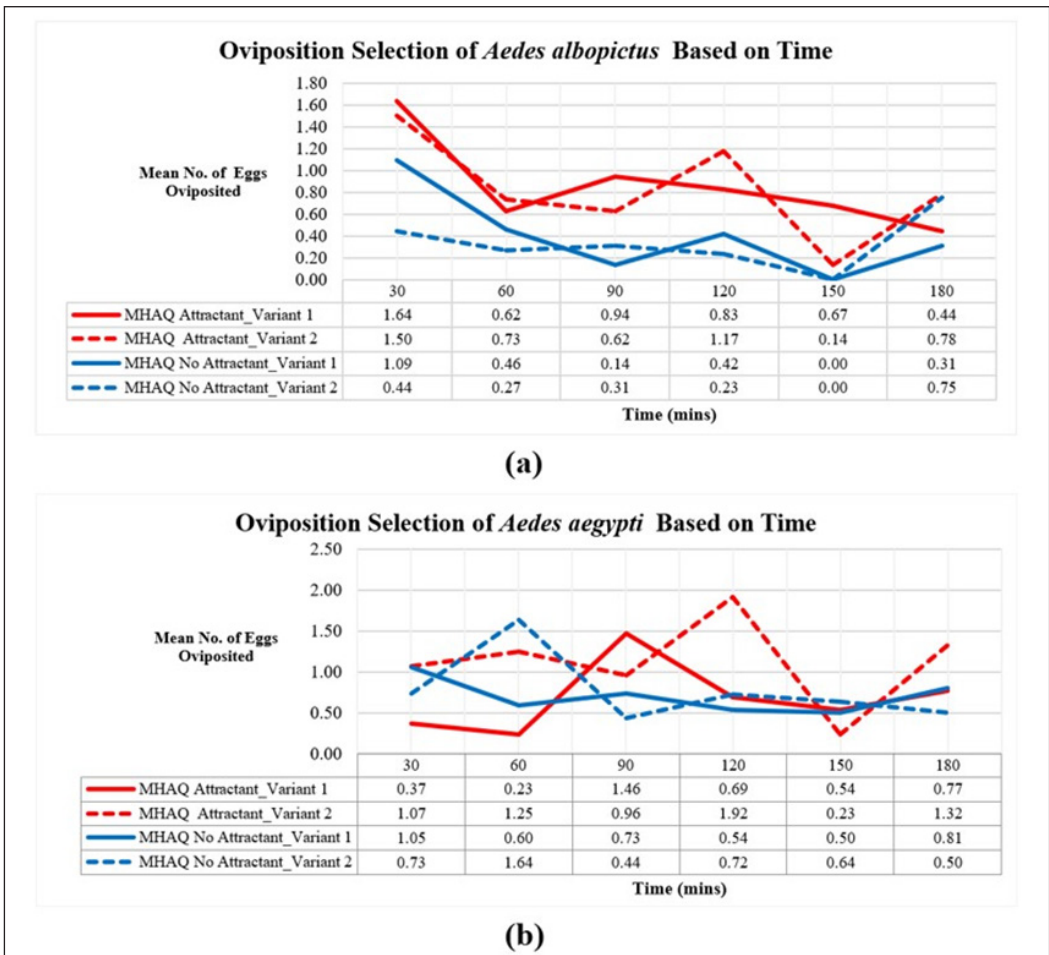 Oviposition Selection of Aedes albopictus Based on Time
1.80
1.60
1.40
1.20
1.00
0.80
0.60
0.40
0.20
0.00
Mean No. of Eggs
Oviposited
30 60 90 120 150 180
MHAQ Attractant_Variant 1 1.64 0.62 0.94 0.83 0.67 0.44
MHAQ Attractant_Variant 2 1.50 0.73 0.62 1.17 0.14 0.78
MHAQ No Attractant_Variant 1 1.09 0.46 0.14 0.42 0.00 0.31
MHAQ No Attractant_Variant 2 0.44 0.27 0.31 0.23 0.00 0.75
Time (mins)
(a)
Oviposition Selection of Aedes aegypti Based on Time
2.50
2.00
1.50
1.00
0.50
0.00
Mean No. of Eggs
Oviposited
30 60 90 120 150 180
MHAQ Attractant_Variant 1 0.37 0.23 1.46 0.69 0.54 0.77
MHAQ Attractant_Variant 2 1.07 1.25 0.96 1.92 0.23 1.32
MHAQ No Attractant_Variant 1 1.05 0.60 0.73 0.54 0.50 0.81
MHAQ No Attractant_Variant 2 0.73 1.64 0.44 0.72 0.64 0.50
Time (mins)
(b)